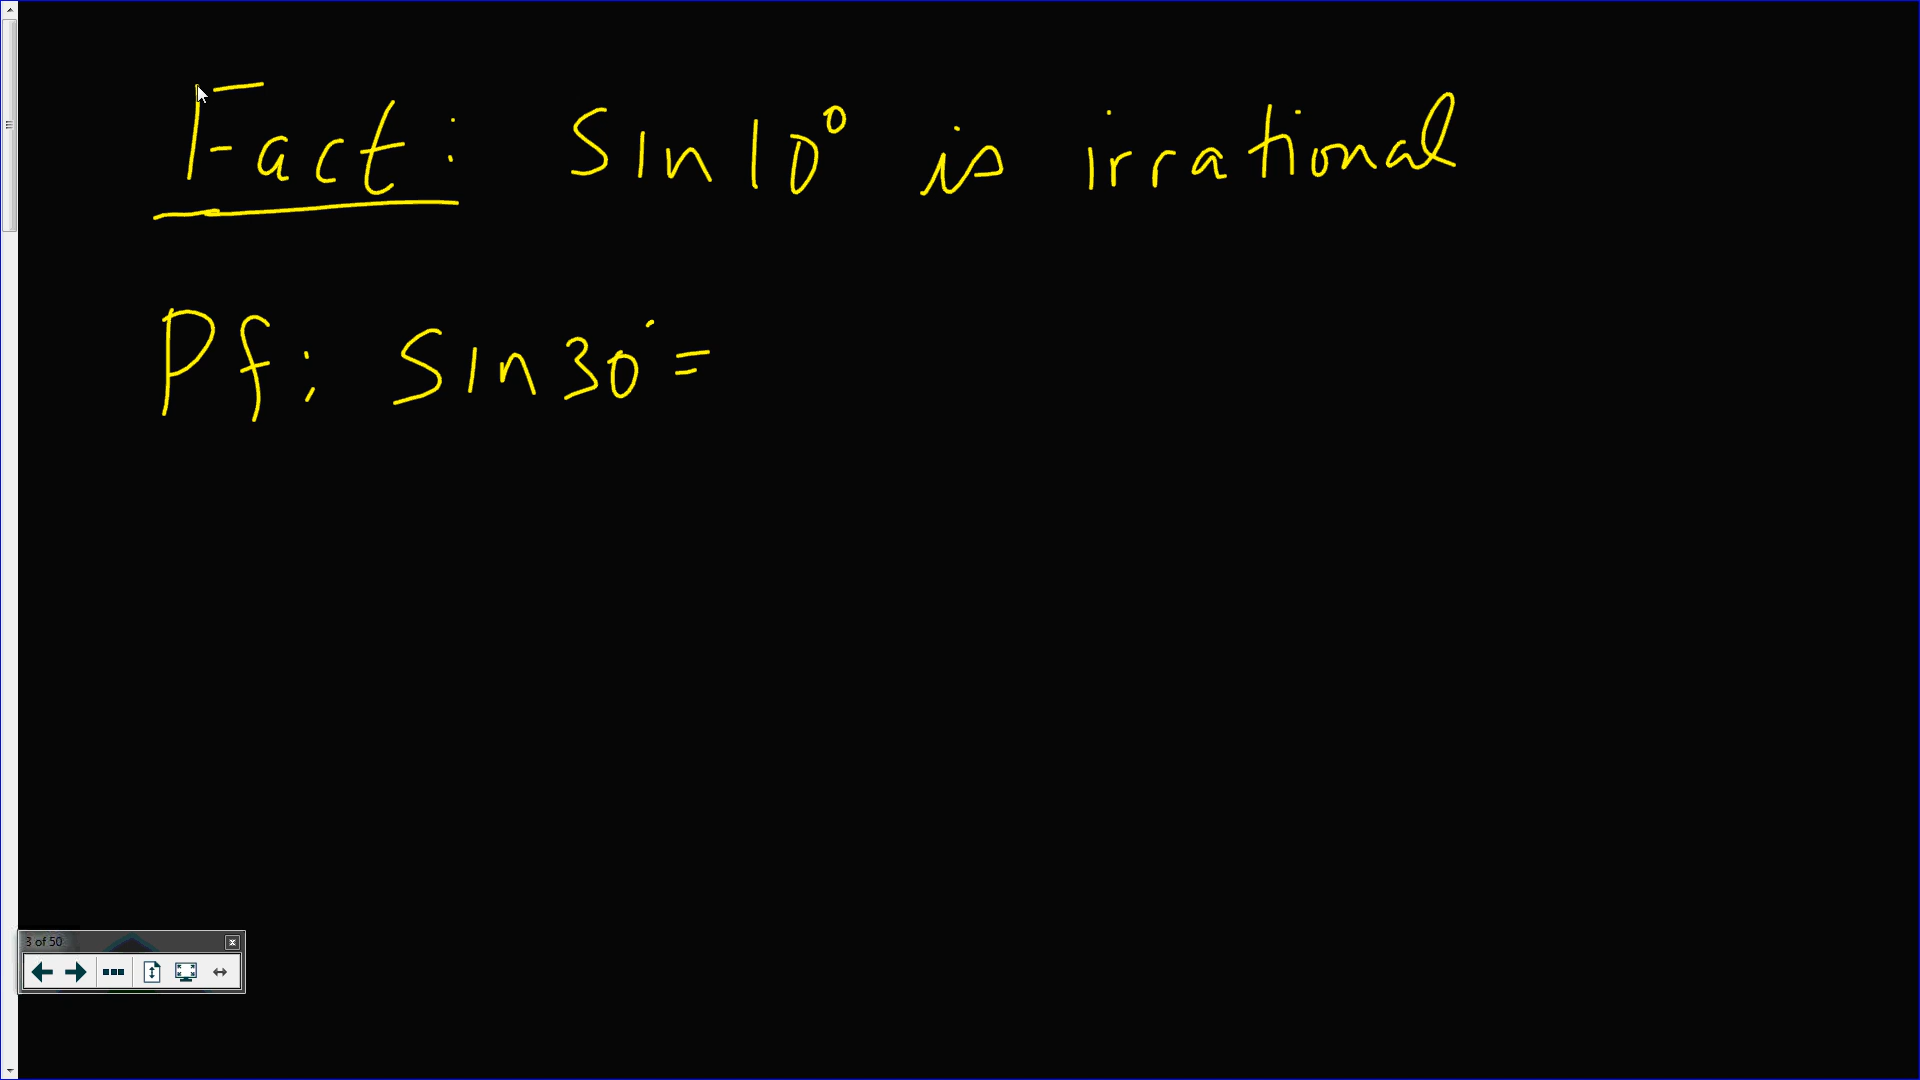 Fact: Sin 10° is irrational
Pf: Sin 30° =
3 of 50